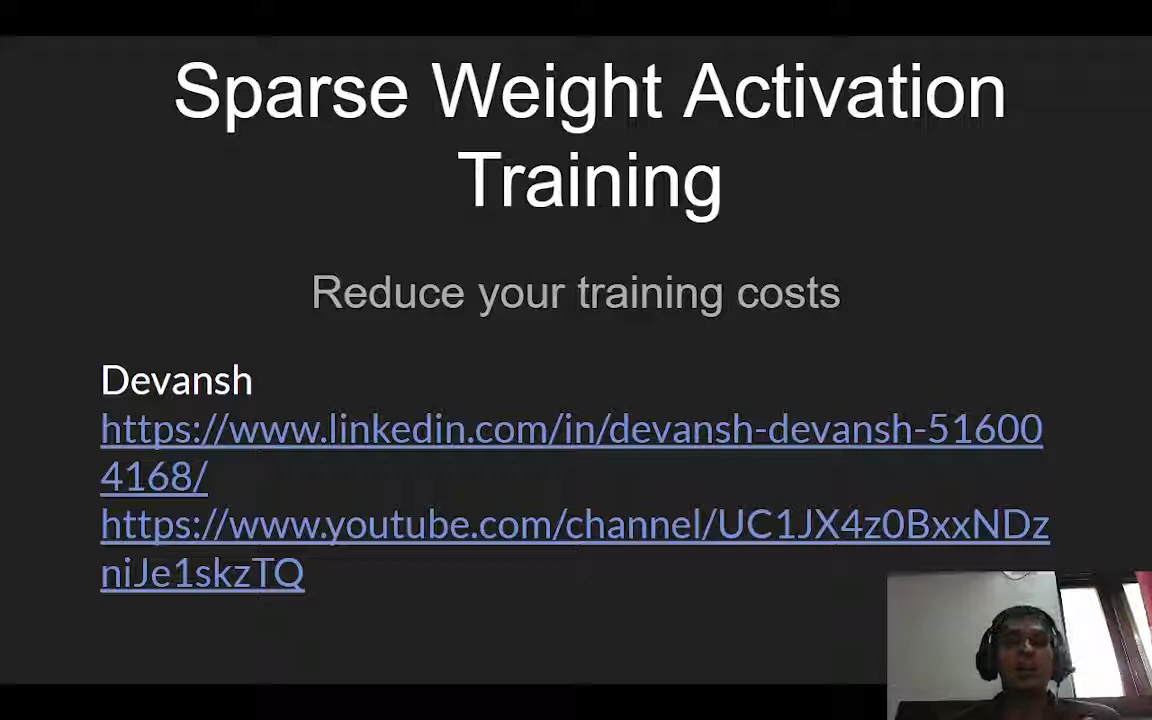 Sparse Weight Activation
Training
Reduce your training costs
Devansh
https://www.linkedin.com/in/devansh-devansh-51600
4168/
https://www.youtube.com/channel/UC1JX4z0BxxNDz
niJe1skzTQ